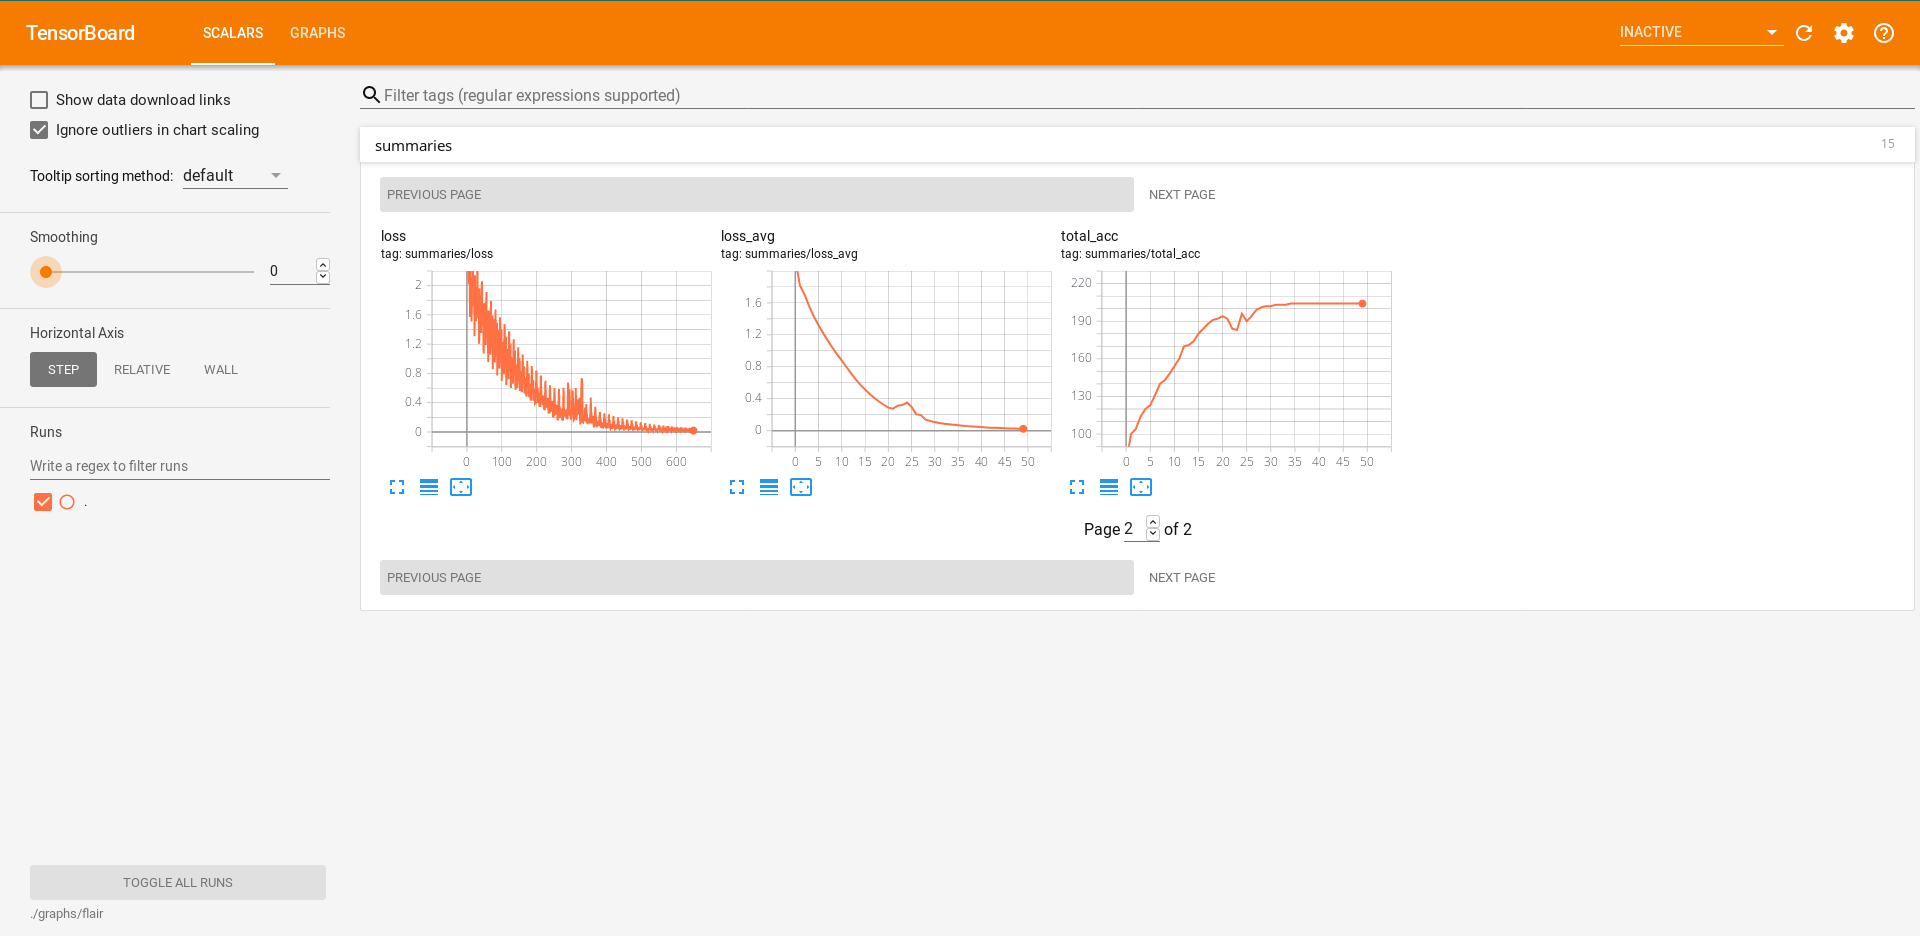 TensorBoard SCALARS GRAPHS INACTIVE
Show data download links
Ignore outliers in chart scaling
Tooltip sorting method: default
Smoothing
0
Horizontal Axis
STEP RELATIVE WALL
Runs
Write a regex to filter runs
.
TOGGLE ALL RUNS
./graphs/flair
Filter tags (regular expressions supported)
summaries 15
PREVIOUS PAGE NEXT PAGE
loss
tag: summaries/loss
2
1.6
1.2
0.8
0.4
0
0 100 200 300 400 500 600
loss_avg
tag: summaries/loss_avg
1.6
1.2
0.8
0.4
0
0 5 10 15 20 25 30 35 40 45 50
total_acc
tag: summaries/total_acc
220
190
160
130
100
0 5 10 15 20 25 30 35 40 45 50
Page 2 of 2
PREVIOUS PAGE NEXT PAGE